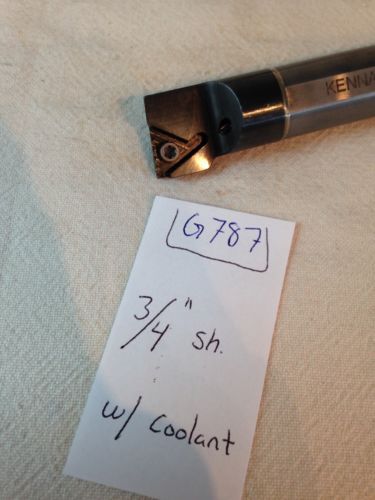 KENNA
G787
3/4" sh.
w/ Coolant